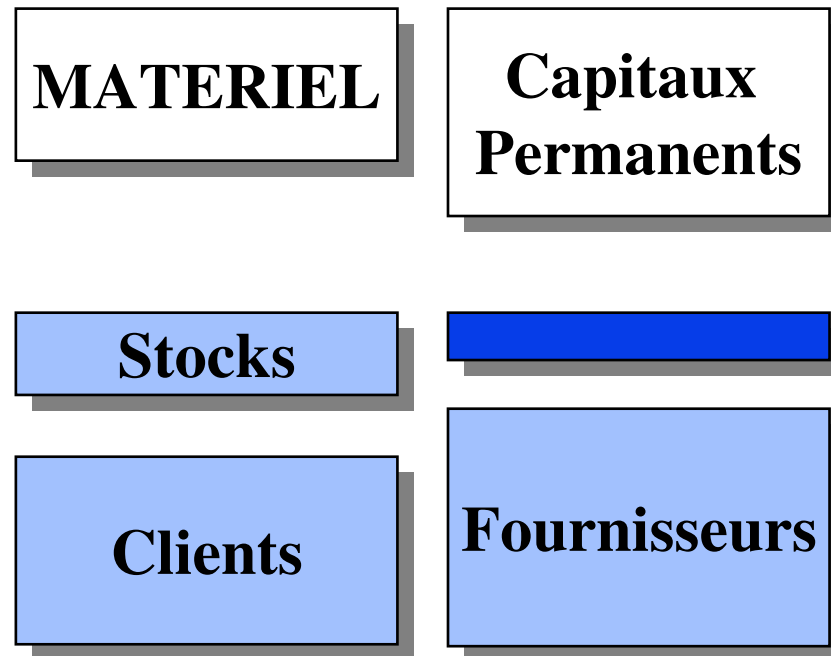 MATERIEL
Capitaux
Permanents
Stocks
Clients
Fournisseurs